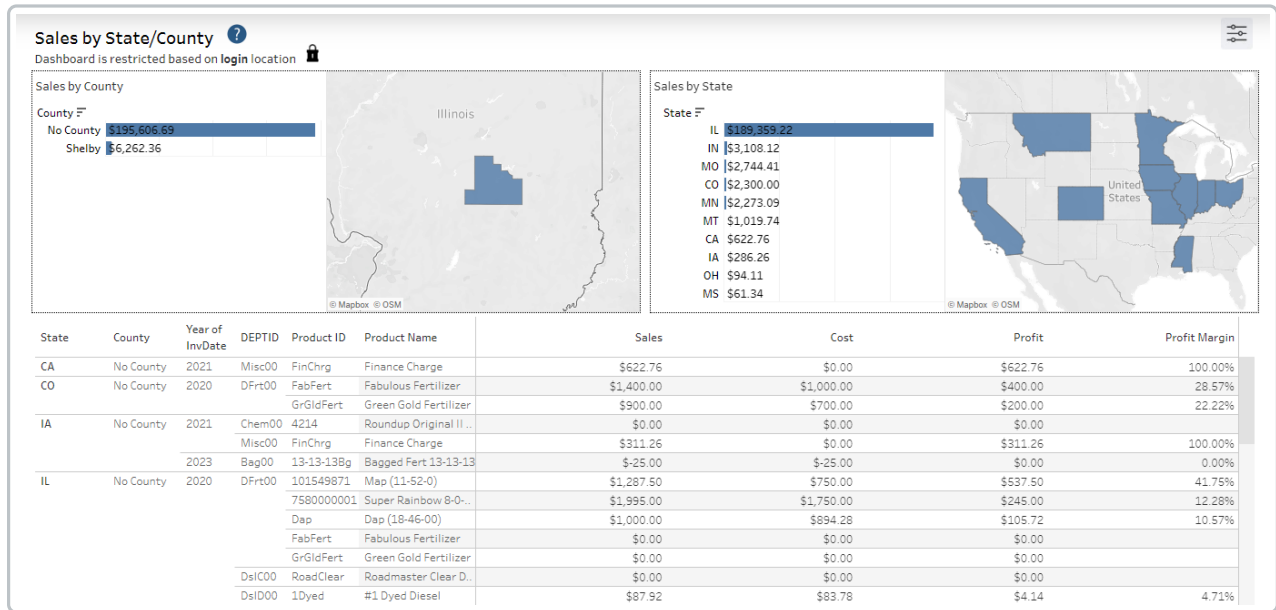 Sales by State/County ?
Dashboard is restricted based on login location
Sales by County
County
No County $195,606.69
Shelby $6,262.36
Illinois
© Mapbox © OSM
Sales by State
State
IL $189,359.22
IN $3,108.12
MO $2,744.41
CO $2,300.00
MN $2,273.09
MT $1,019.74
CA $622.76
IA $286.26
OH $94.11
MS $61.34
United
States
© Mapbox © OSM
State County Year of InvDate DEPTID Product ID Product Name Sales Cost Profit Profit Margin
CA No County 2021 Misc00 FinChrg Finance Charge $622.76 $0.00 $622.76 100.00%
CO No County 2020 DFrt00 FabFert Fabulous Fertilizer $1,400.00 $1,000.00 $400.00 28.57%
GrGldFert Green Gold Fertilizer $900.00 $700.00 $200.00 22.22%
IA No County 2021 Chem00 4214 Roundup Original II .. $0.00 $0.00 $0.00
Misc00 FinChrg Finance Charge $311.26 $0.00 $311.26 100.00%
2023 Bag00 13-13-13Bg Bagged Fert 13-13-13 $-25.00 $-25.00 $0.00 0.00%
IL No County 2020 DFrt00 101549871 Map (11-52-0) $1,287.50 $750.00 $537.50 41.75%
7580000001 Super Rainbow 8-0-.. $1,995.00 $1,750.00 $245.00 12.28%
Dap Dap (18-46-00) $1,000.00 $894.28 $105.72 10.57%
FabFert Fabulous Fertilizer $0.00 $0.00 $0.00
GrGldFert Green Gold Fertilizer $0.00 $0.00 $0.00
DslC00 RoadClear Roadmaster Clear D.. $0.00 $0.00 $0.00
DslD00 1Dyed #1 Dyed Diesel $87.92 $83.78 $4.14 4.71%